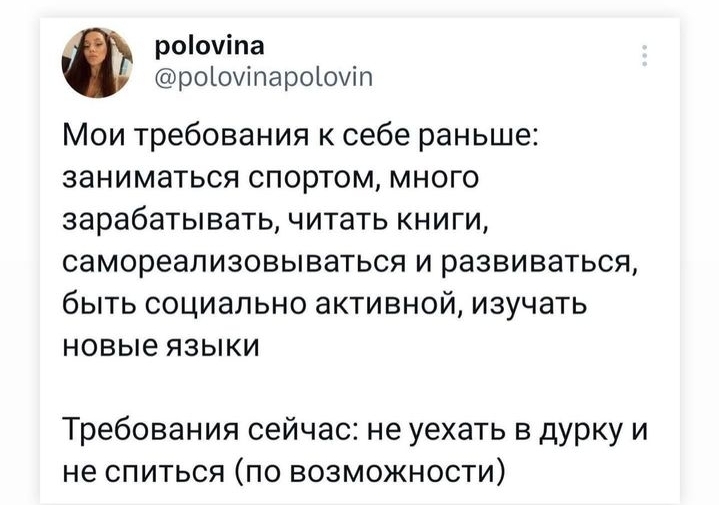 polovina
@polovinapolovin
Мои требования к себе раньше:
заниматься спортом, много
зарабатывать, читать книги,
самореализовываться и развиваться,
быть социально активной, изучать
новые языки
Требования сейчас: не уехать в дурку и
не спиться (по возможности)